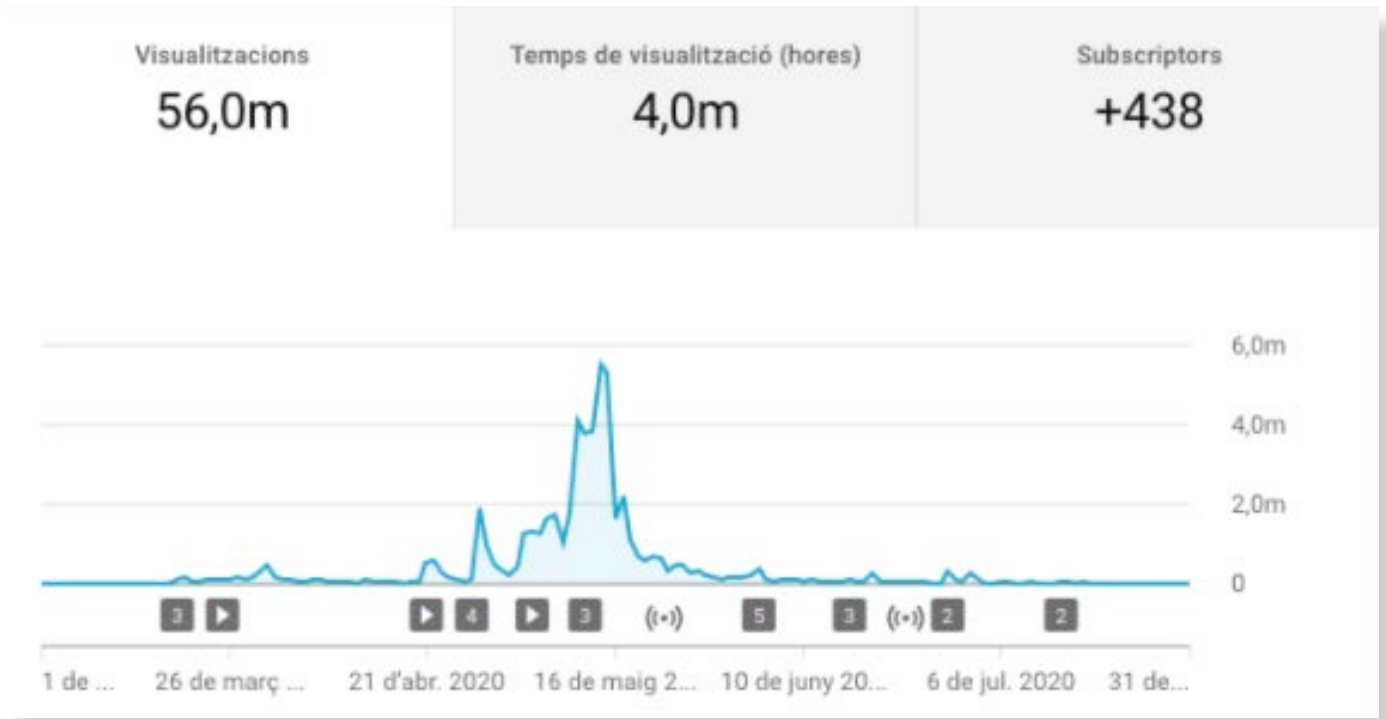 Visualitzacions
56,0m
Temps de visualització (hores)
4,0m
Subscriptors
+438
6,0m
4,0m
2,0m
0
3 4 3 5 3 2 2
1 de ... 26 de març ... 21 d'abr. 2020 16 de maig 2... 10 de juny 20... 6 de jul. 2020 31 de...